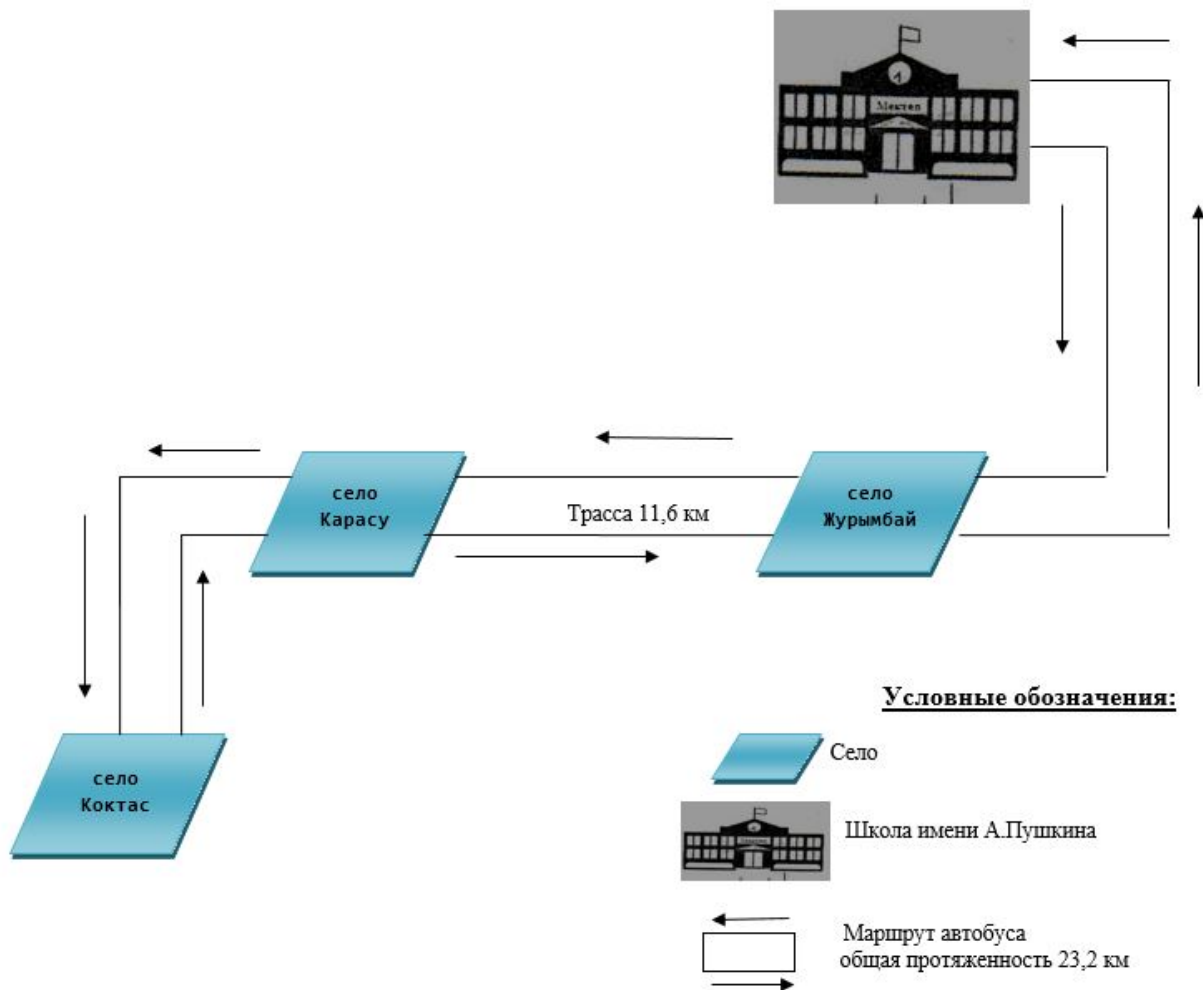 Мектеп
село
Карасу
Трасса 11,6 км
село
Журымбай
село
Коктас
Условные обозначения:
Село
Школа имени А.Пушкина
Маршрут автобуса
общая протяженность 23,2 км